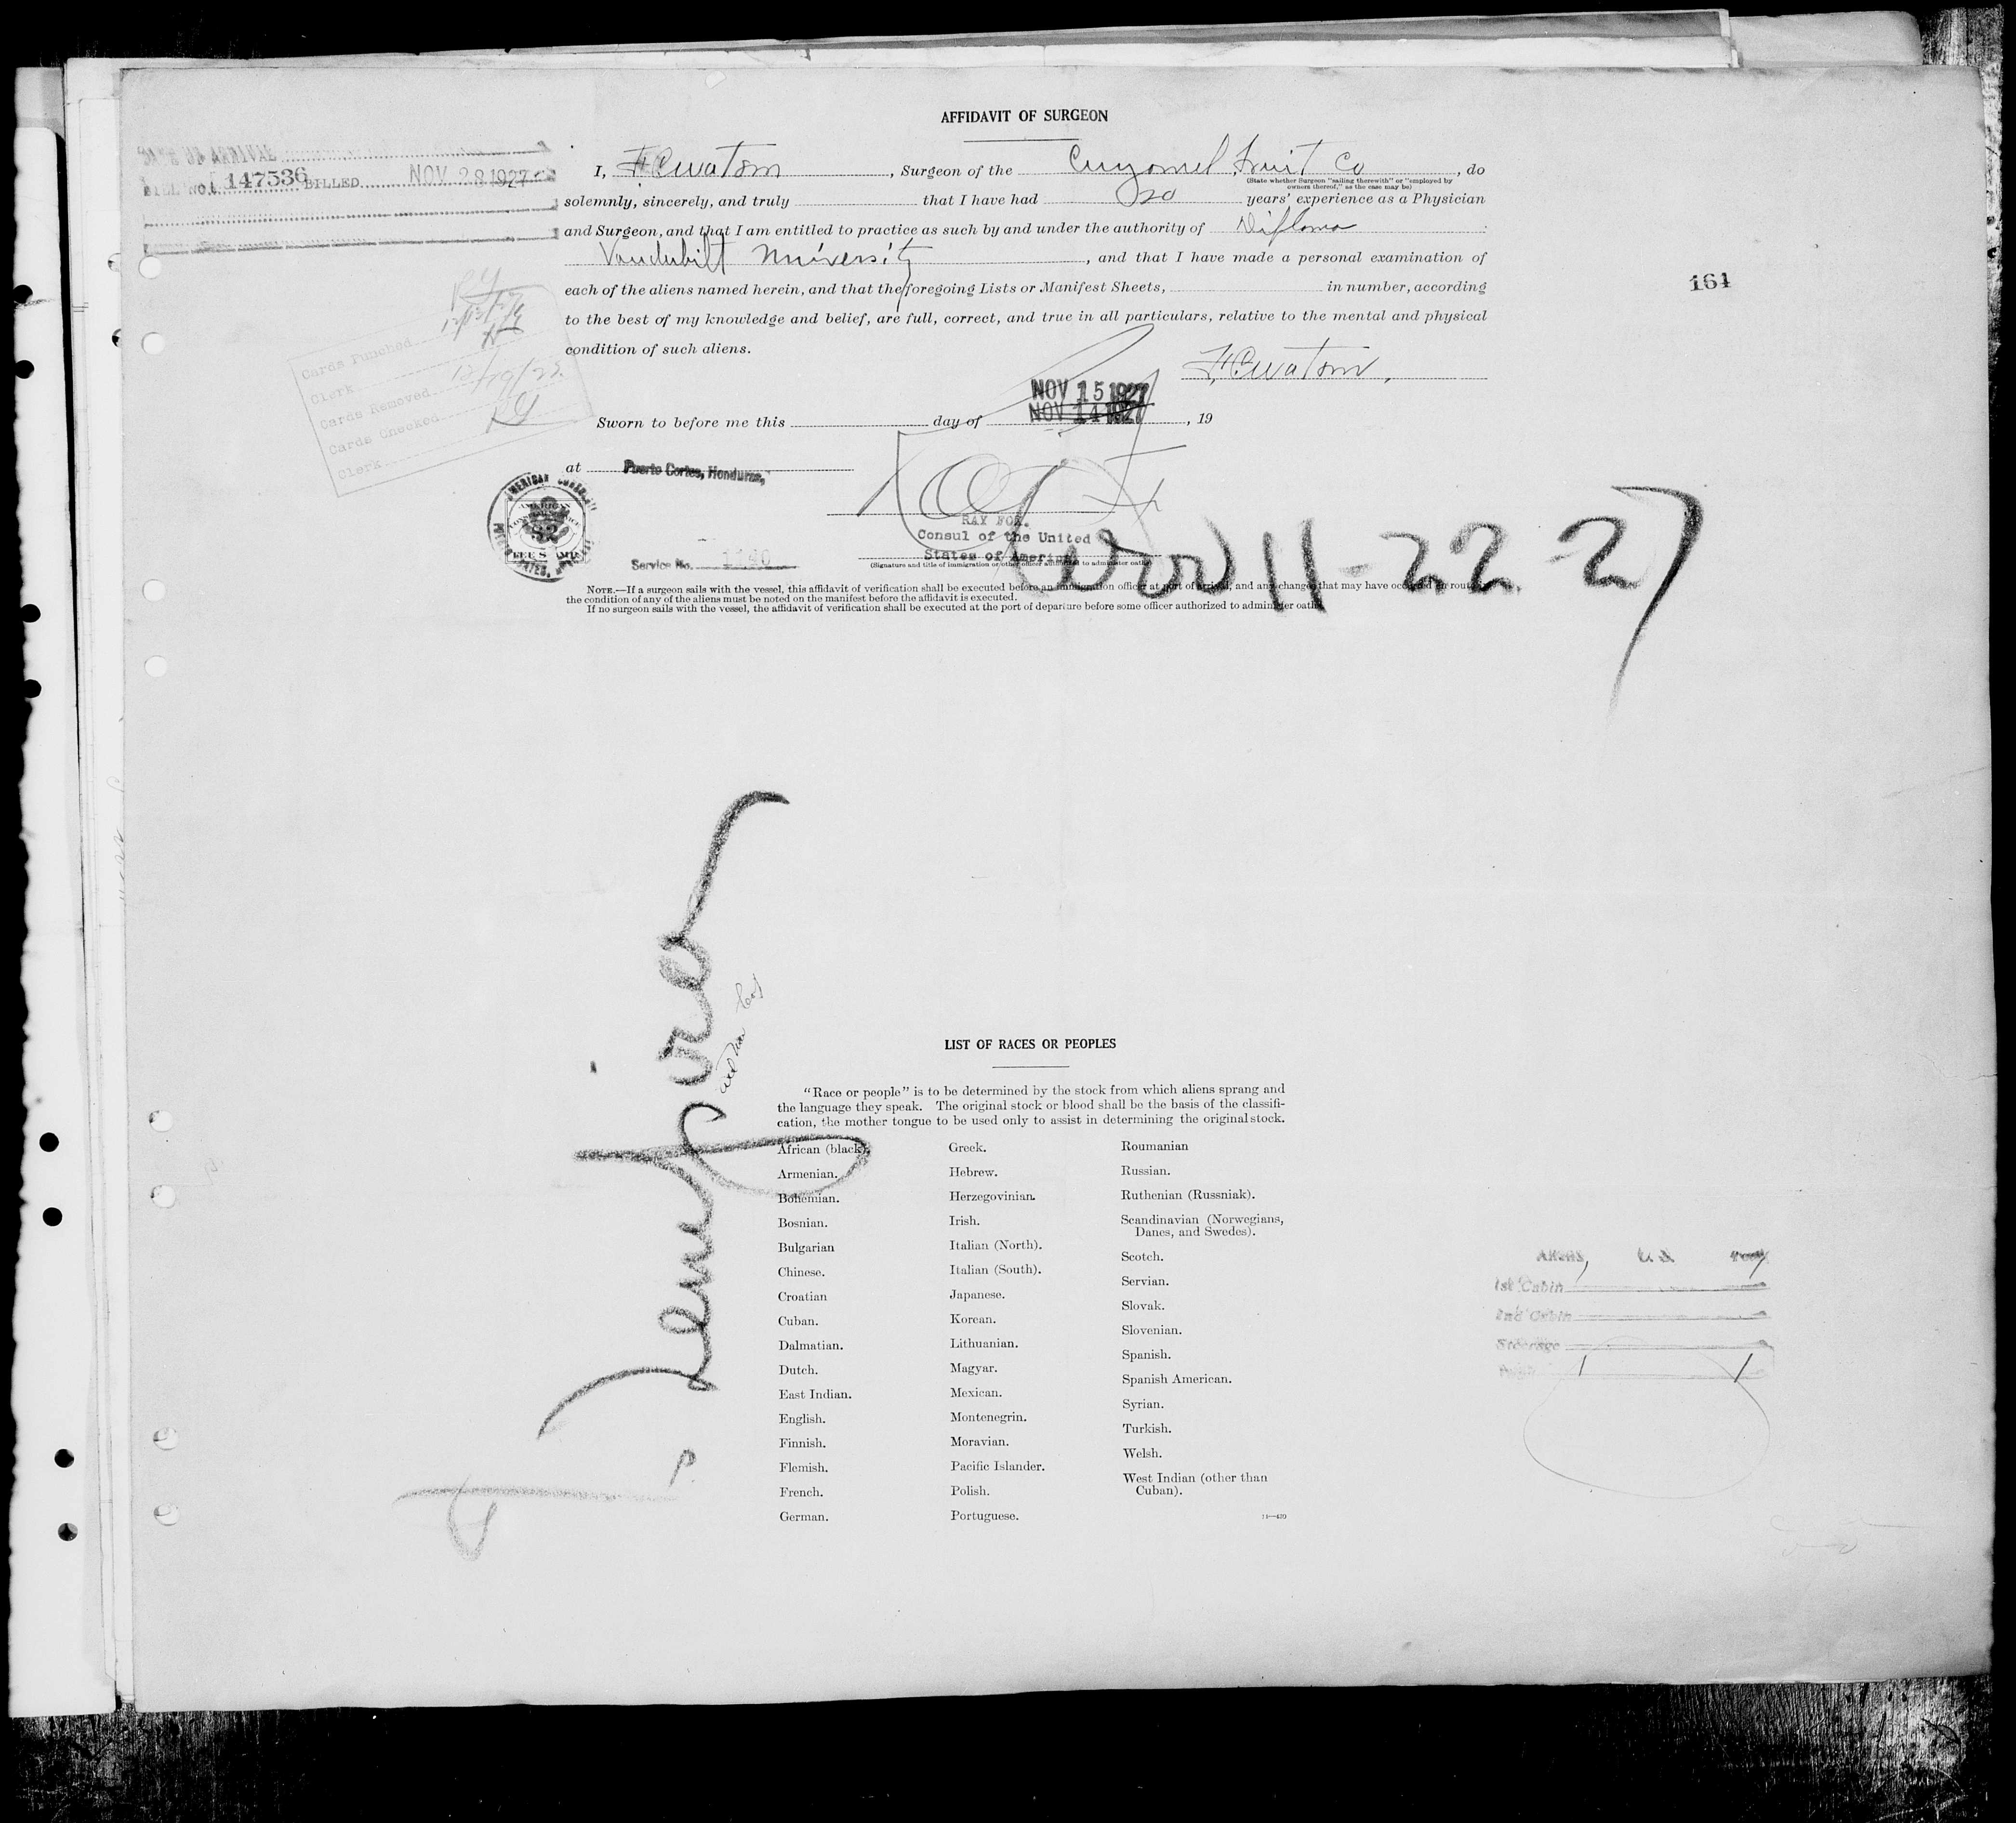 AFFIDAVIT OF SURGEON
DATE OF ARRIVAL
BILL No. 147536 BILLED NOV 28 1927
I, F C Watson, Surgeon of the Cuyamel Fruit Co, do
(State whether Surgeon "sailing therewith" or "employed by owners thereof," as the case may be)
solemnly, sincerely, and truly that I have had 20 years' experience as a Physician
and Surgeon, and that I am entitled to practice as such by and under the authority of Diploma
Vanderbilt University, and that I have made a personal examination of
each of the aliens named herein, and that the foregoing Lists or Manifest Sheets, in number, according
to the best of my knowledge and belief, are full, correct, and true in all particulars, relative to the mental and physical
condition of such aliens.
164
F C Watson.
Cards Punched
Clerk
Cards Removed
Cards Checked
Clerk
NOV 15 1927
NOV 14 1927
Sworn to before me this day of , 19
at Puerto Cortes, Honduras,
RAY FOX.
Consul of the United
States of America
(Signature and title of immigration or other officer authorized to administer oath)
Service No. 1140
Nov 11-22-27
NOTE.—If a surgeon sails with the vessel, this affidavit of verification shall be executed before an immigration officer at port of arrival, and any changes that may have occurred en route in
the condition of any of the aliens must be noted on the manifest before the affidavit is executed.
If no surgeon sails with the vessel, the affidavit of verification shall be executed at the port of departure before some officer authorized to administer oaths.
LIST OF RACES OR PEOPLES
"Race or people" is to be determined by the stock from which aliens sprang and
the language they speak. The original stock or blood shall be the basis of the classifi-
cation, the mother tongue to be used only to assist in determining the original stock.
African (black).
Armenian.
Bohemian.
Bosnian.
Bulgarian
Chinese.
Croatian
Cuban.
Dalmatian.
Dutch.
East Indian.
English.
Finnish.
Flemish.
French.
German.
Greek.
Hebrew.
Herzegovinian.
Irish.
Italian (North).
Italian (South).
Japanese.
Korean.
Lithuanian.
Magyar.
Mexican.
Montenegrin.
Moravian.
Pacific Islander.
Polish.
Portuguese.
Roumanian
Russian.
Ruthenian (Russniak).
Scandinavian (Norwegians,
Danes, and Swedes).
Scotch.
Servian.
Slovak.
Slovenian.
Spanish.
Spanish American.
Syrian.
Turkish.
Welsh.
West Indian (other than
Cuban).
Aliens U.S.
1st Cabin
2nd Cabin
Steerage
1 1